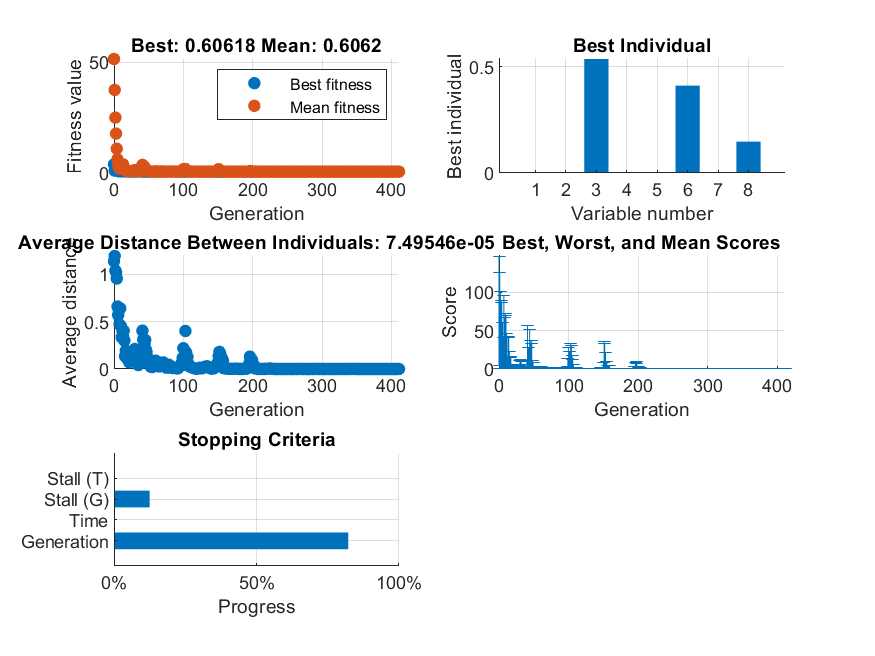 Best: 0.60618 Mean: 0.6062
Fitness value
50
0
Best fitness
Mean fitness
0 100 200 300 400
Generation
Best Individual
Best individual
0.5
0
1 2 3 4 5 6 7 8
Variable number
Average Distance Between Individuals: 7.49546e-05
Average distance
1
0.5
0
0 100 200 300 400
Generation
Best, Worst, and Mean Scores
Score
100
50
0
0 100 200 300 400
Generation
Stopping Criteria
Stall (T)
Stall (G)
Time
Generation
0% 50% 100%
Progress